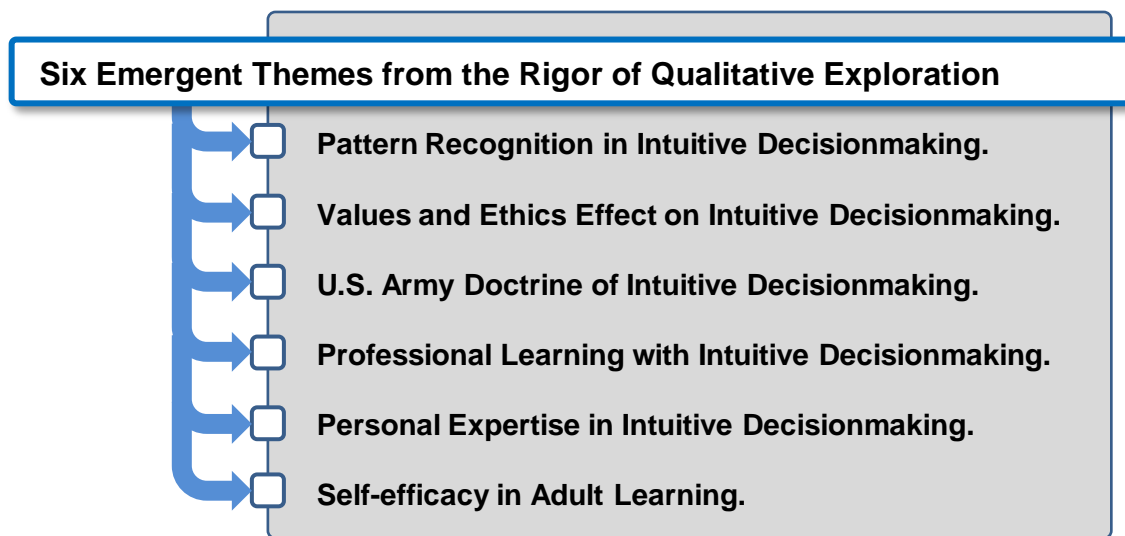 Six Emergent Themes from the Rigor of Qualitative Exploration
Pattern Recognition in Intuitive Decisionmaking.
Values and Ethics Effect on Intuitive Decisionmaking.
U.S. Army Doctrine of Intuitive Decisionmaking.
Professional Learning with Intuitive Decisionmaking.
Personal Expertise in Intuitive Decisionmaking.
Self-efficacy in Adult Learning.